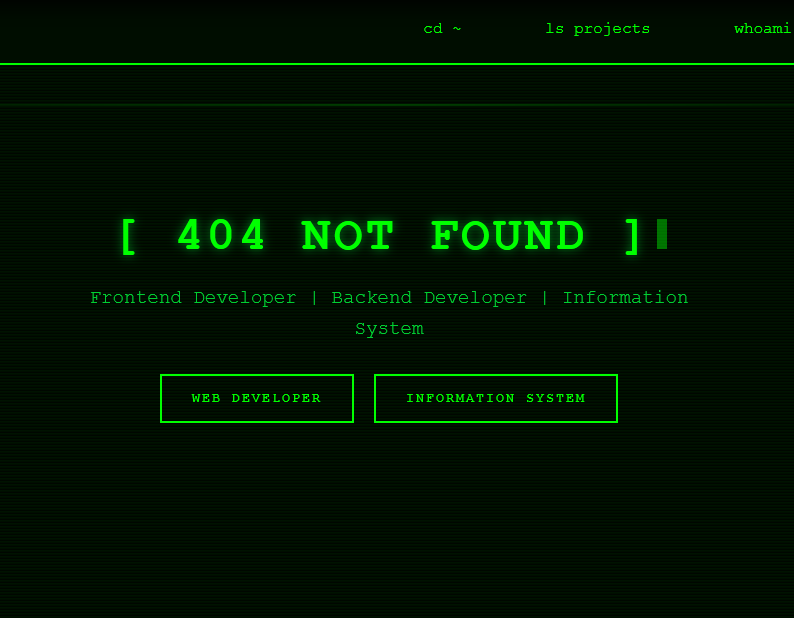 cd ~ ls projects whoami
[ 404 NOT FOUND ]
Frontend Developer | Backend Developer | Information
System
WEB DEVELOPER INFORMATION SYSTEM